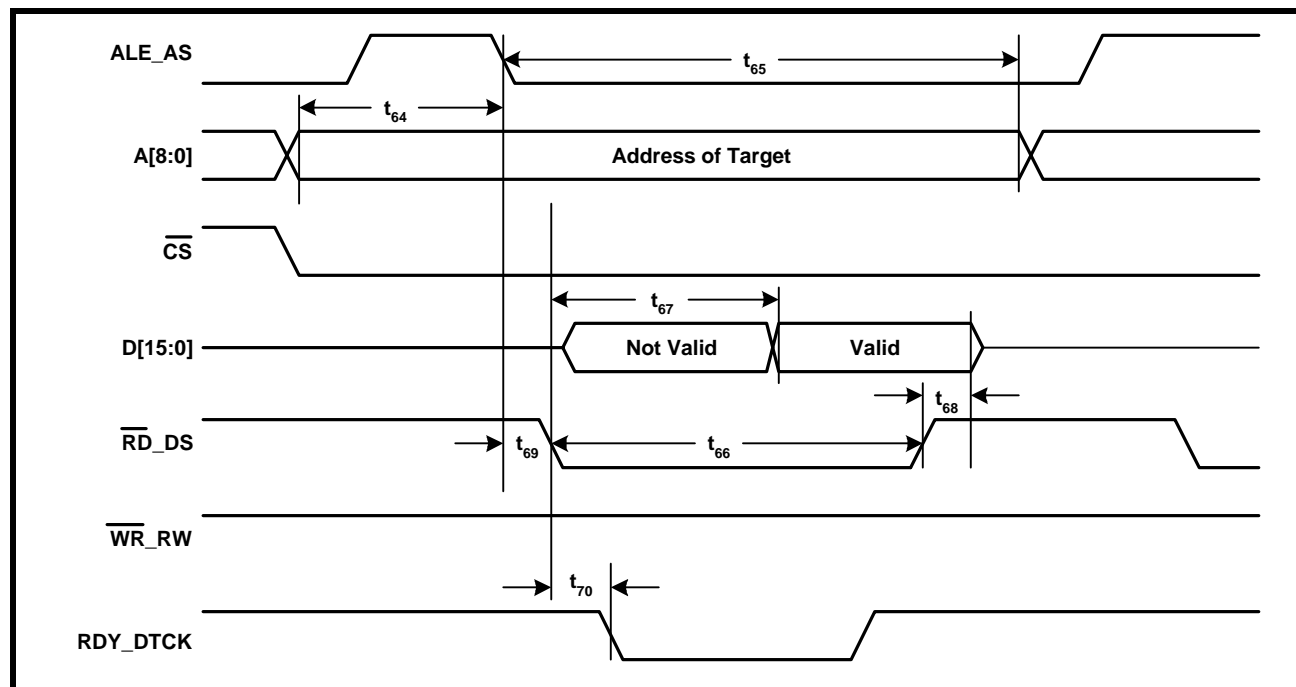 ALE_AS
t65
t64
A[8:0]
Address of Target
CS
t67
D[15:0]
Not Valid
Valid
t68
RD_DS
t69
t66
WR_RW
t70
RDY_DTCK